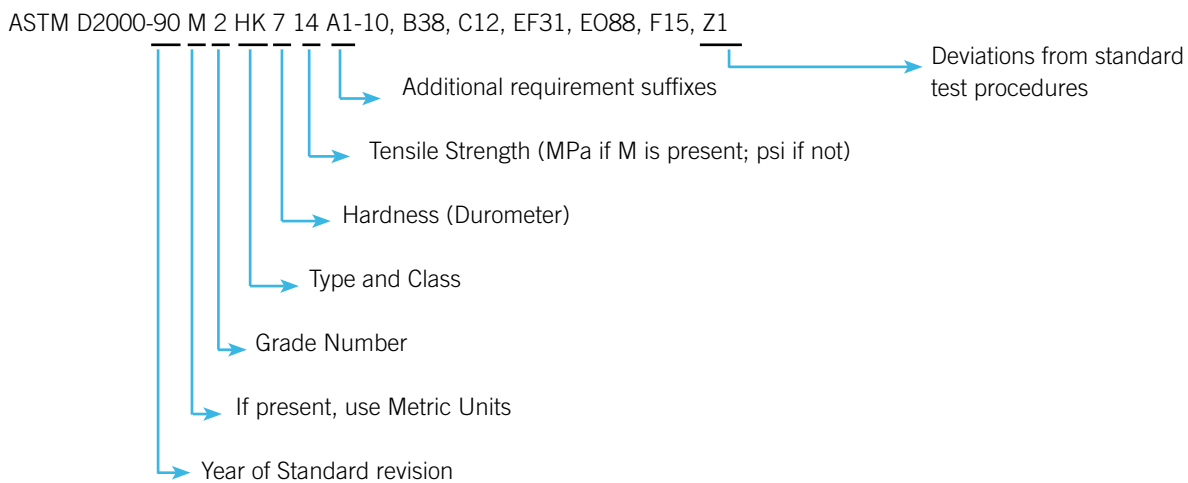 ASTM D2000-90 M 2 HK 7 14 A1-10, B38, C12, EF31, EO88, F15, Z1
Deviations from standard
test procedures
Additional requirement suffixes
Tensile Strength (MPa if M is present; psi if not)
Hardness (Durometer)
Type and Class
Grade Number
If present, use Metric Units
Year of Standard revision